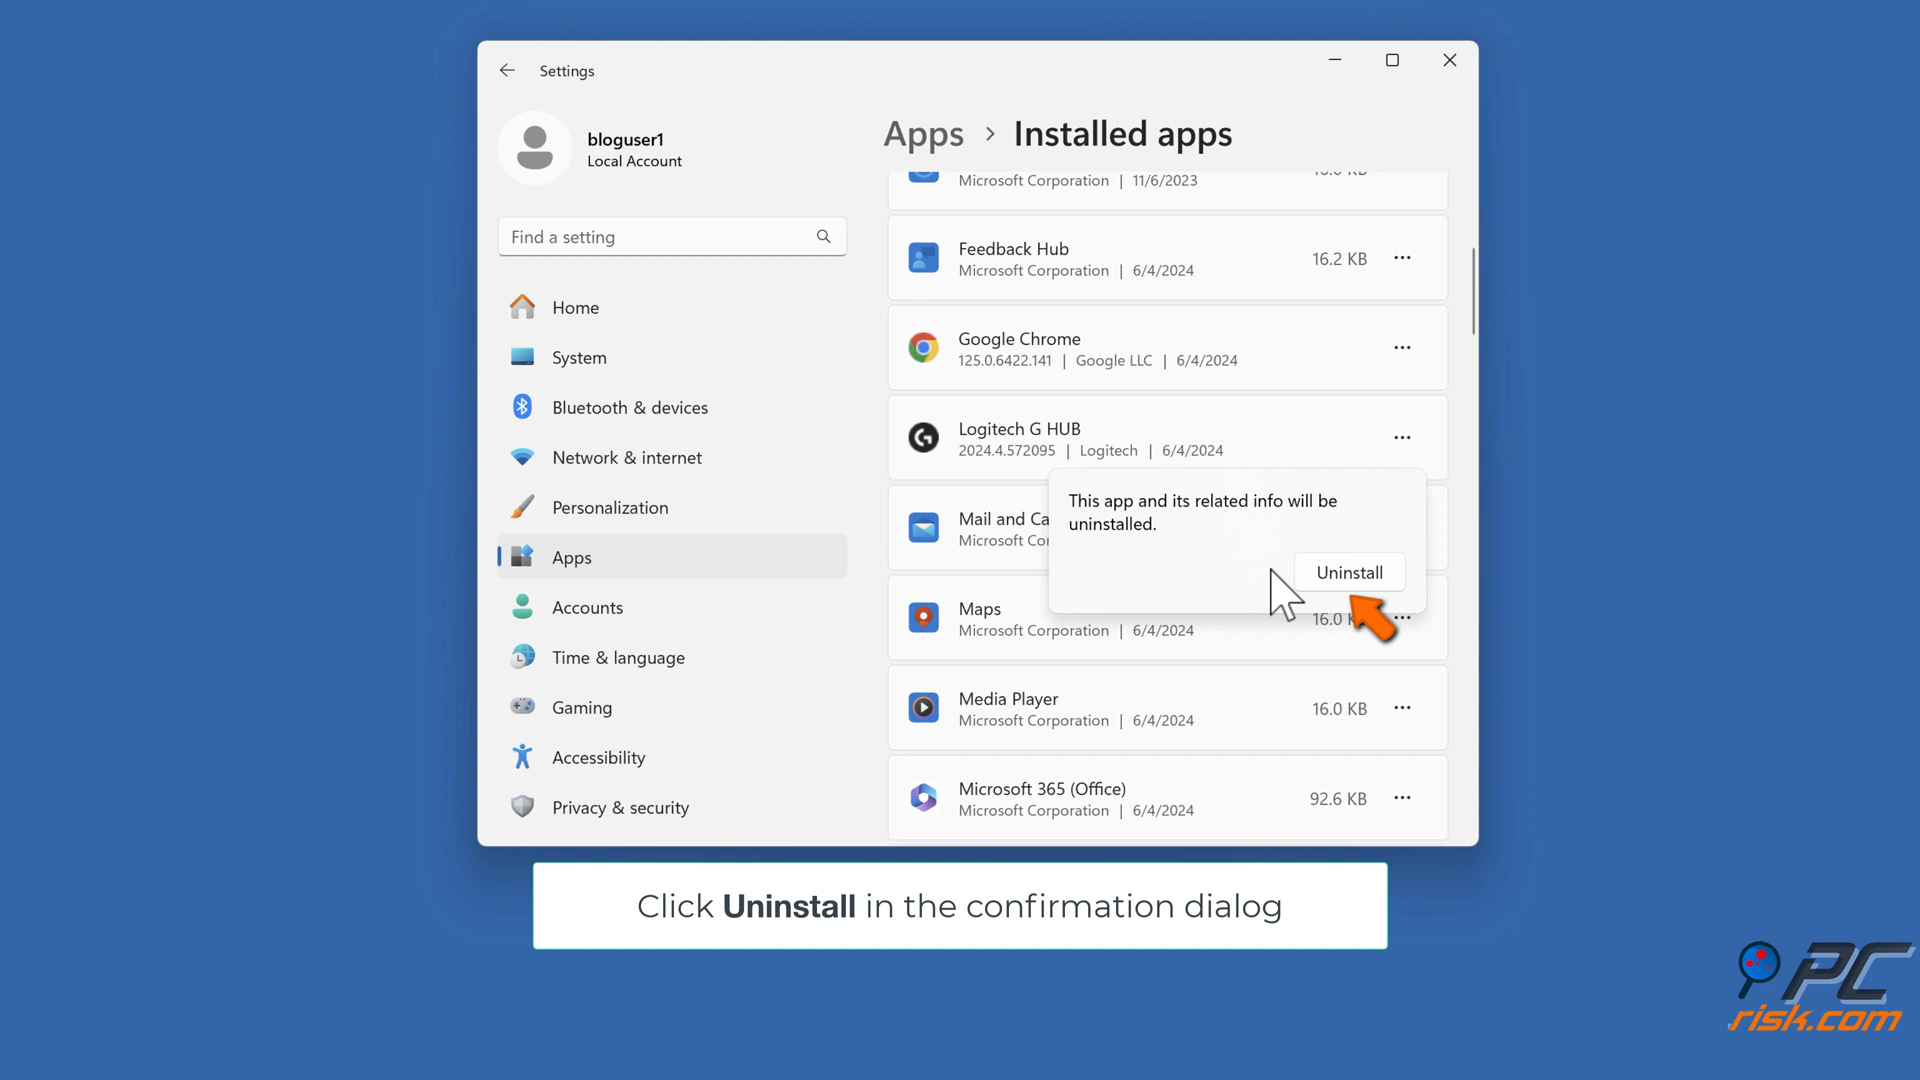 Settings
bloguser1
Local Account
Find a setting
Home
System
Bluetooth & devices
Network & internet
Personalization
Apps
Accounts
Time & language
Gaming
Accessibility
Privacy & security
Apps > Installed apps
Microsoft Corporation | 11/6/2023
Feedback Hub
Microsoft Corporation | 6/4/2024
16.2 KB
Google Chrome
125.0.6422.141 | Google LLC | 6/4/2024
Logitech G HUB
2024.4.572095 | Logitech | 6/4/2024
This app and its related info will be
uninstalled.
Uninstall
Mail and Ca
Microsoft Cor
Maps
Microsoft Corporation | 6/4/2024
16.0 K
Media Player
Microsoft Corporation | 6/4/2024
16.0 KB
Microsoft 365 (Office)
Microsoft Corporation | 6/4/2024
92.6 KB
Click Uninstall in the confirmation dialog
PC
risk.com